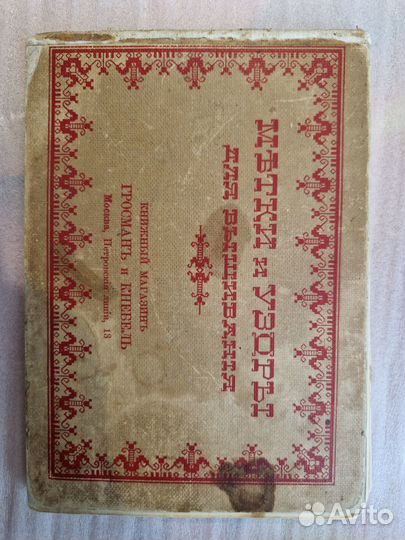 МѢТКИ и УЗОРЫ
ДЛЯ ВЫШИВАНІЯ
КНИЖНЫЙ МАГАЗИНЪ
ГРОСМАНЪ и КНЕБЕЛЬ
Москва, Петровскія линіи, 13
Avito